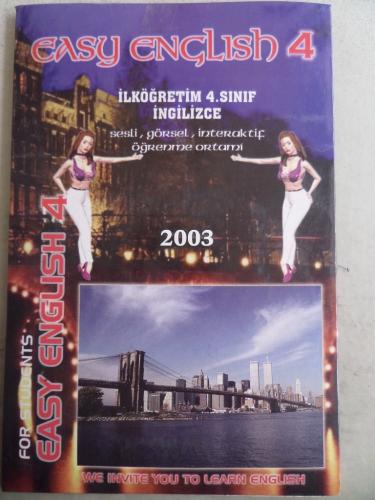 EASY ENGLISH 4
İLKÖĞRETİM 4.SINIF
İNGİLİZCE
sesli, görsel, interaktif
öğrenme ortamı
2003
FOR STUDENTS
EASY ENGLISH 4
WE INVITE YOU TO LEARN ENGLISH